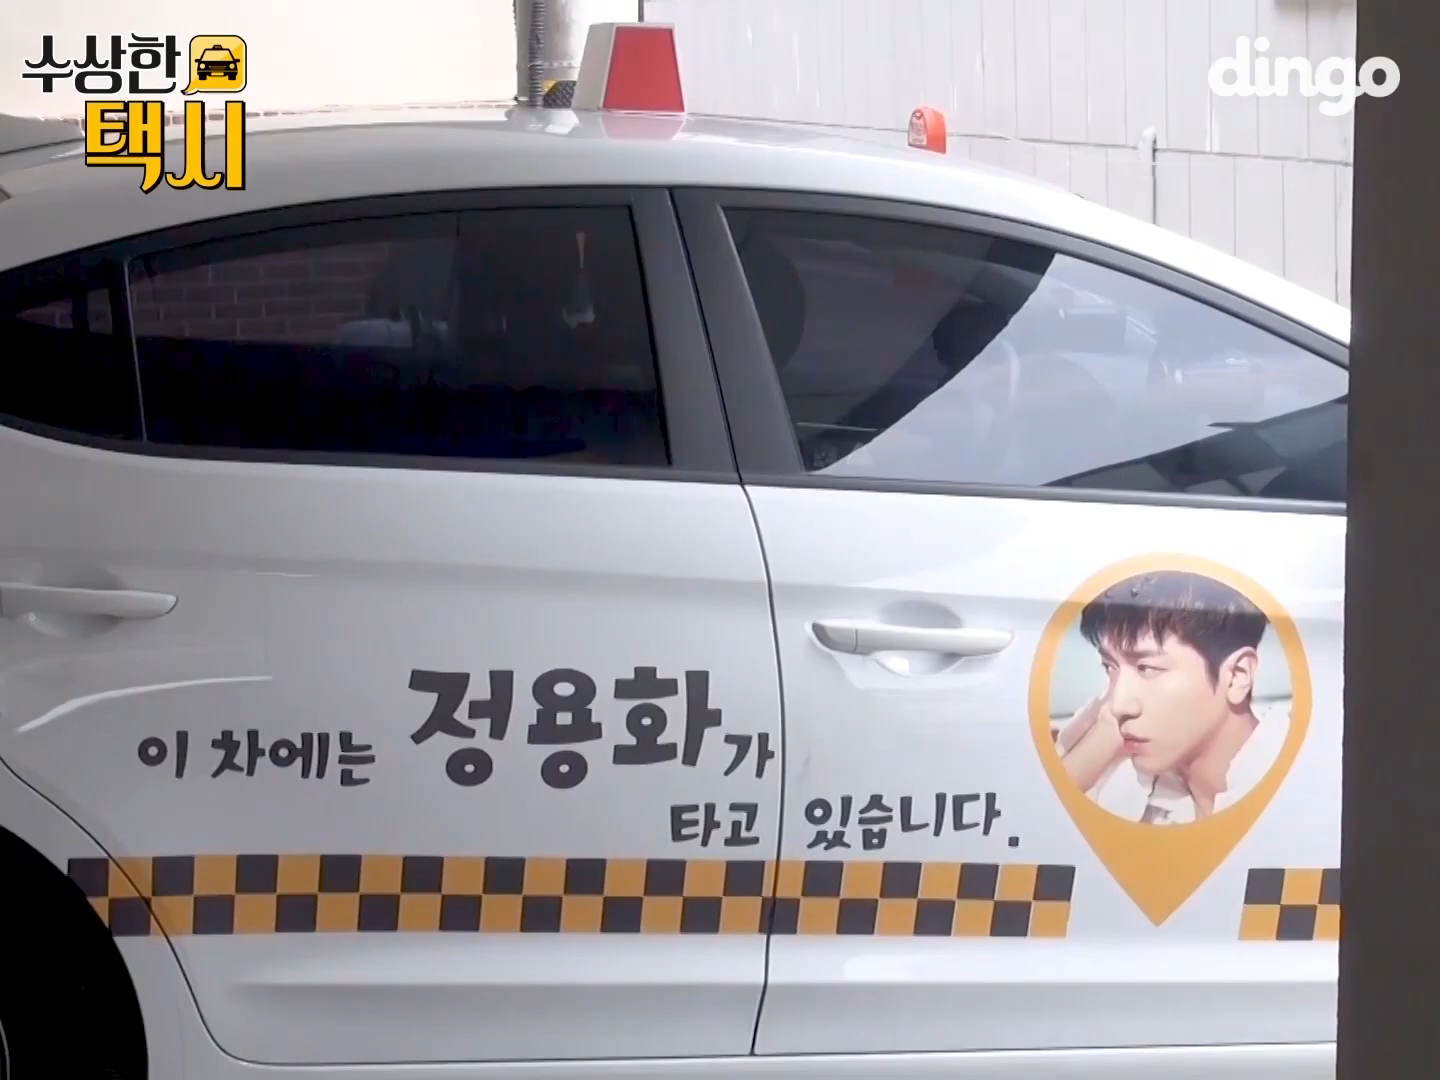 수상한
택시
dingo
이 차에는 정용화가
타고 있습니다.